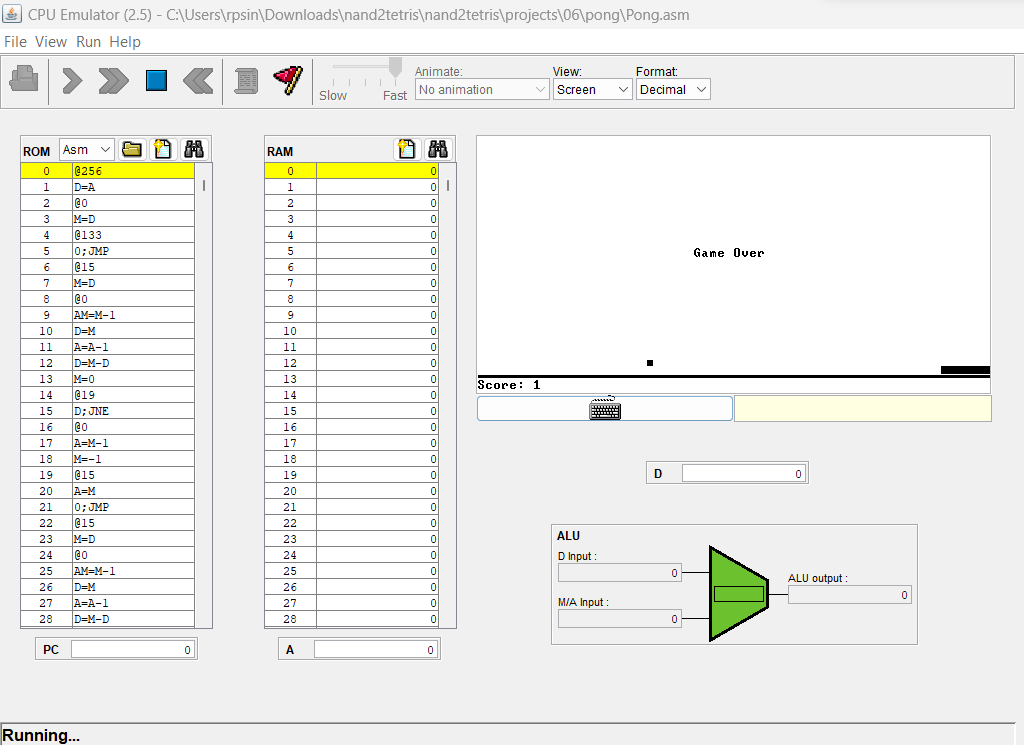 CPU Emulator (2.5) - C:\Users\rpsin\Downloads\nand2tetris\nand2tetris\projects\06\pong\Pong.asm
File View Run Help
Slow Fast
Animate:
No animation
View:
Screen
Format:
Decimal
ROM Asm
0 @256
1 D=A
2 @0
3 M=D
4 @133
5 0;JMP
6 @15
7 M=D
8 @0
9 AM=M-1
10 D=M
11 A=A-1
12 D=M-D
13 M=0
14 @19
15 D;JNE
16 @0
17 A=M-1
18 M=-1
19 @15
20 A=M
21 0;JMP
22 @15
23 M=D
24 @0
25 AM=M-1
26 D=M
27 A=A-1
28 D=M-D
PC 0
RAM
0 0
1 0
2 0
3 0
4 0
5 0
6 0
7 0
8 0
9 0
10 0
11 0
12 0
13 0
14 0
15 0
16 0
17 0
18 0
19 0
20 0
21 0
22 0
23 0
24 0
25 0
26 0
27 0
28 0
A 0
Game Over
Score: 1
D 0
ALU
D Input :
0
M/A Input :
0
ALU output :
0
Running...